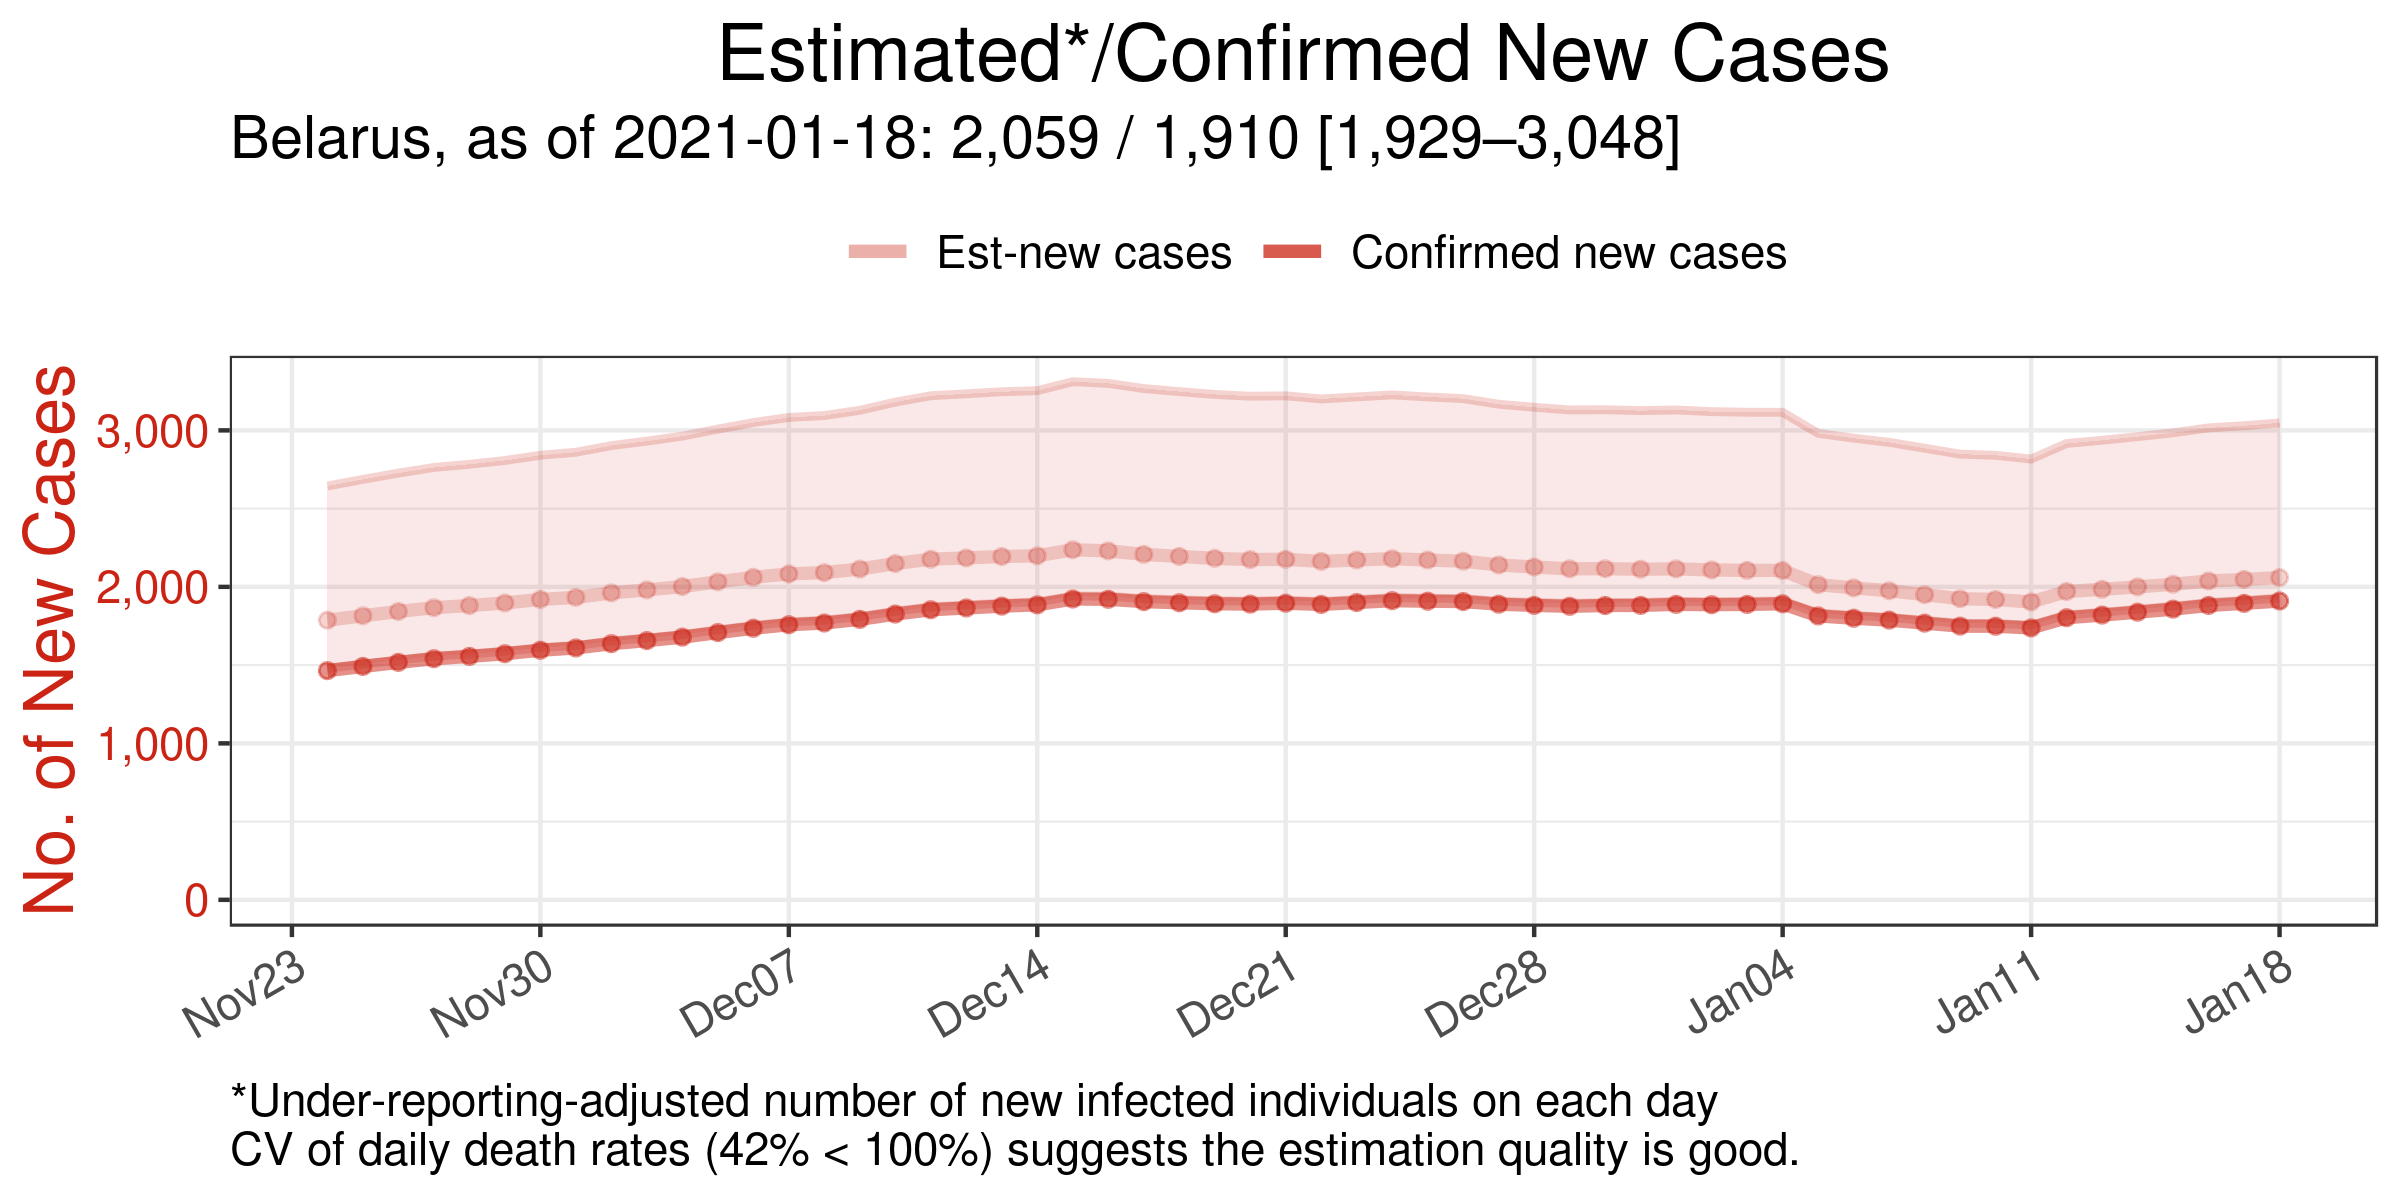 Estimated*/Confirmed New Cases
Belarus, as of 2021-01-18: 2,059 / 1,910 [1,929–3,048]
Est-new cases Confirmed new cases
No. of New Cases
3,000
2,000
1,000
0
Nov23 Nov30 Dec07 Dec14 Dec21 Dec28 Jan04 Jan11 Jan18
*Under-reporting-adjusted number of new infected individuals on each day
CV of daily death rates (42% < 100%) suggests the estimation quality is good.